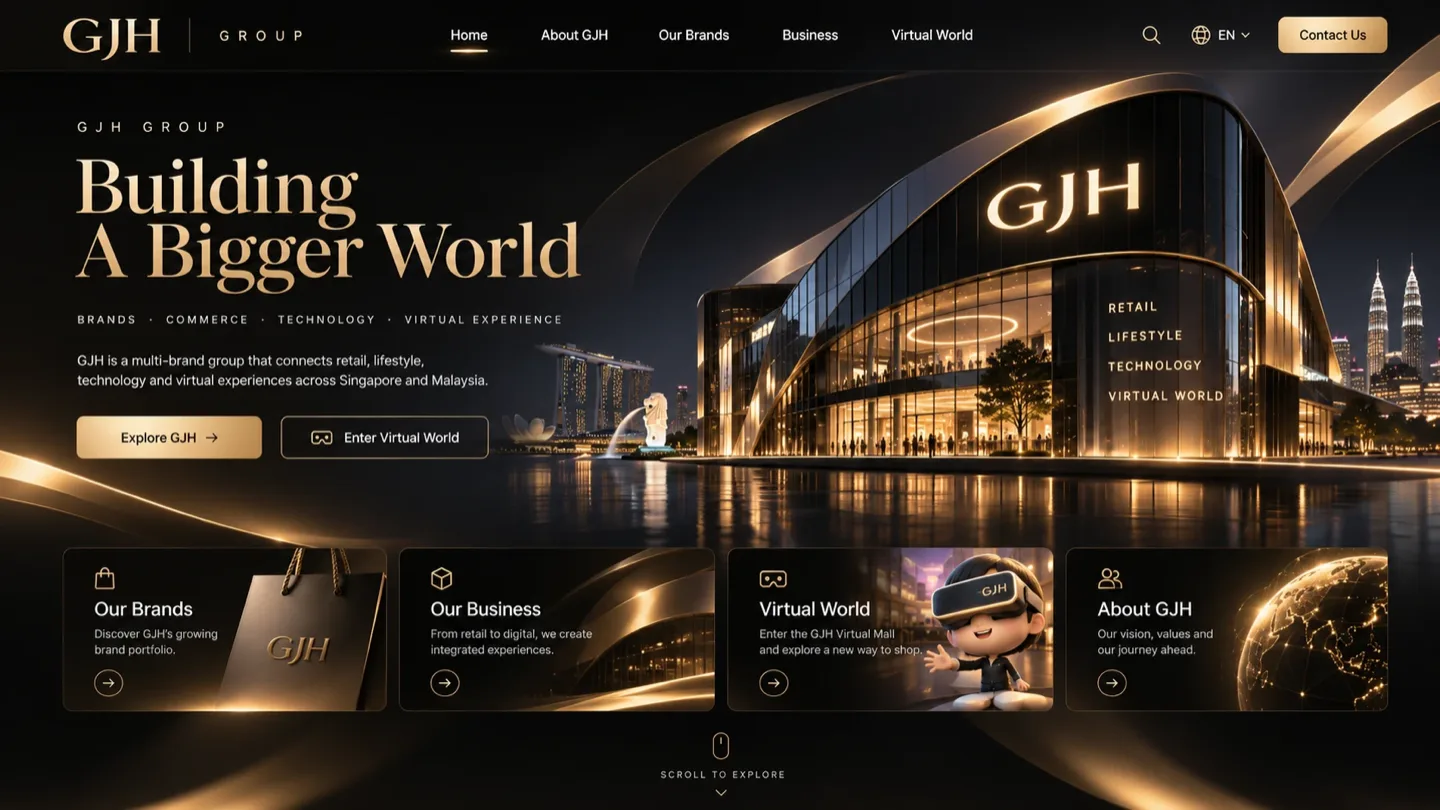 GJH GROUP
Home
About GJH
Our Brands
Business
Virtual World
EN
Contact Us
GJH GROUP
Building
A Bigger World
BRANDS · COMMERCE · TECHNOLOGY · VIRTUAL EXPERIENCE
GJH is a multi-brand group that connects retail, lifestyle,
technology and virtual experiences across Singapore and Malaysia.
Explore GJH →
Enter Virtual World
GJH
RETAIL
LIFESTYLE
TECHNOLOGY
VIRTUAL WORLD
Our Brands
Discover GJH's growing
brand portfolio.
GJH
Our Business
From retail to digital, we create
integrated experiences.
Virtual World
Enter the GJH Virtual Mall
and explore a new way to shop.
GJH
About GJH
Our vision, values and
our journey ahead.
SCROLL TO EXPLORE